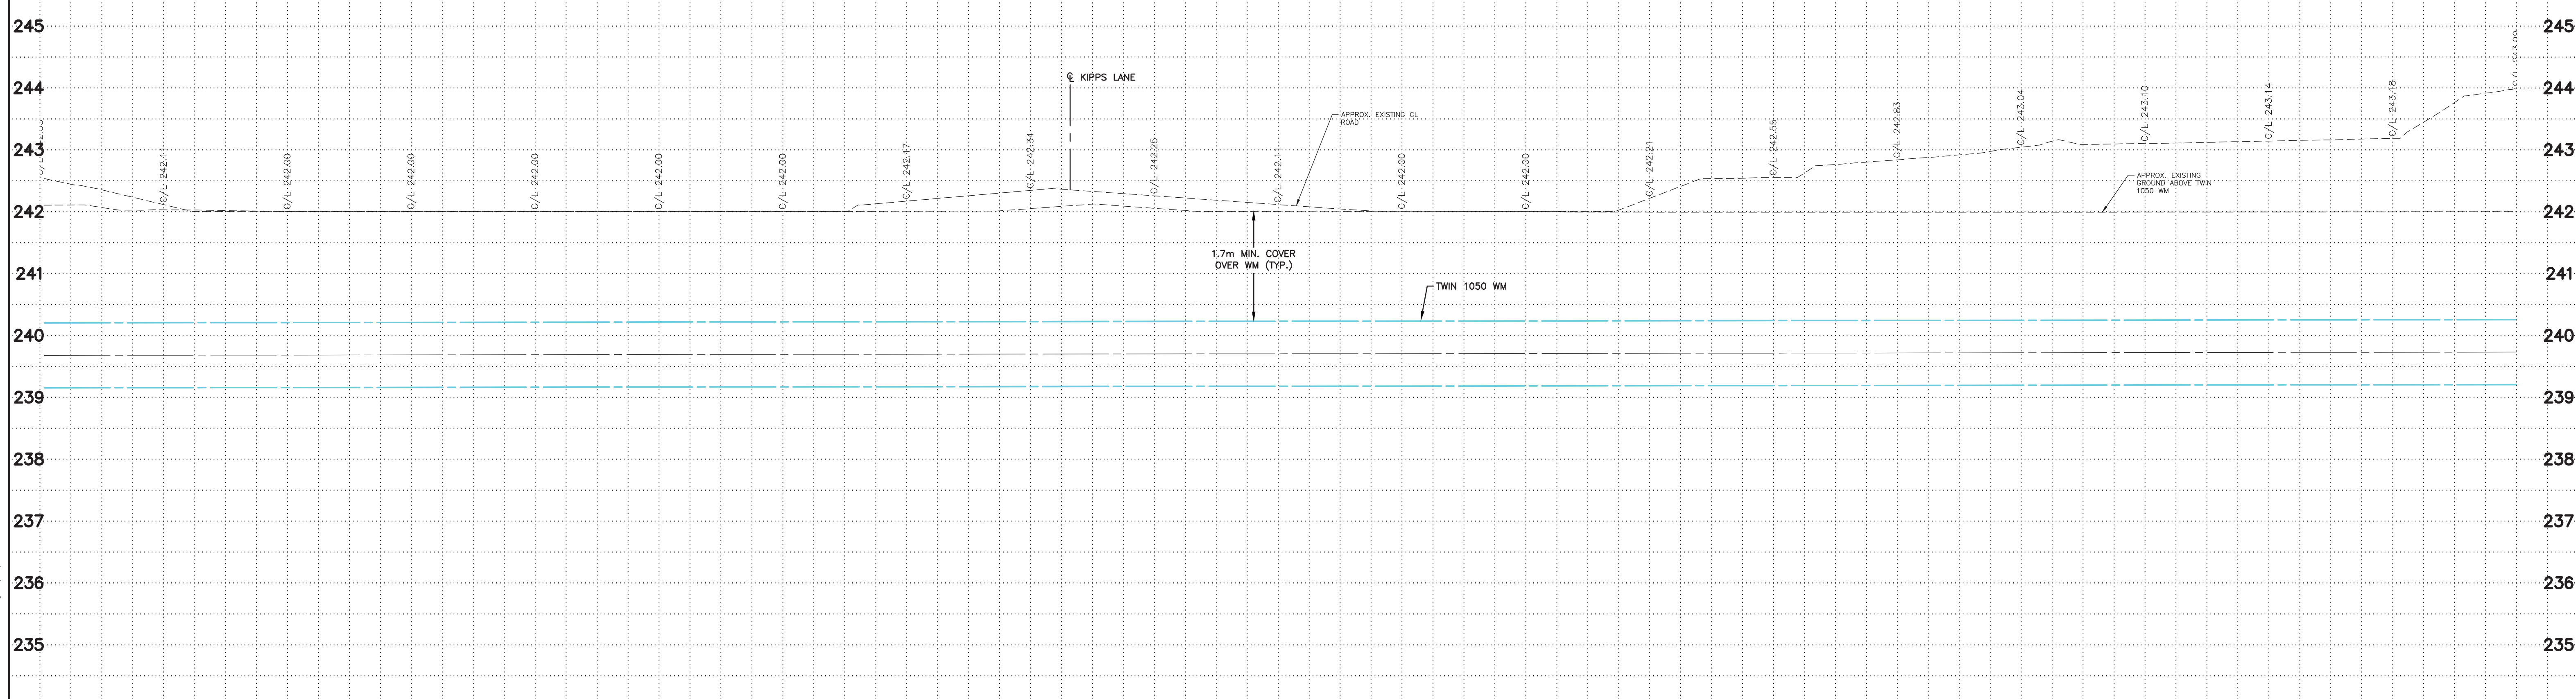 245
245
244
244
243
243
242
242
241
241
240
240
239
239
238
238
237
237
236
236
235
235
C/L 242.11
C/L 242.00
C/L 242.00
C/L 242.00
C/L 242.00
C/L 242.00
C/L 242.17
C/L 242.34
C/L 242.25
C/L 242.11
C/L 242.00
C/L 242.00
C/L 242.21
C/L 242.55
C/L 242.83
C/L 243.04
C/L 243.10
C/L 243.14
C/L 243.18
℄ KIPPS LANE
APPROX. EXISTING CL
ROAD
APPROX. EXISTING
GROUND ABOVE TWIN
1050 WM
1.7m MIN. COVER
OVER WM (TYP.)
TWIN 1050 WM